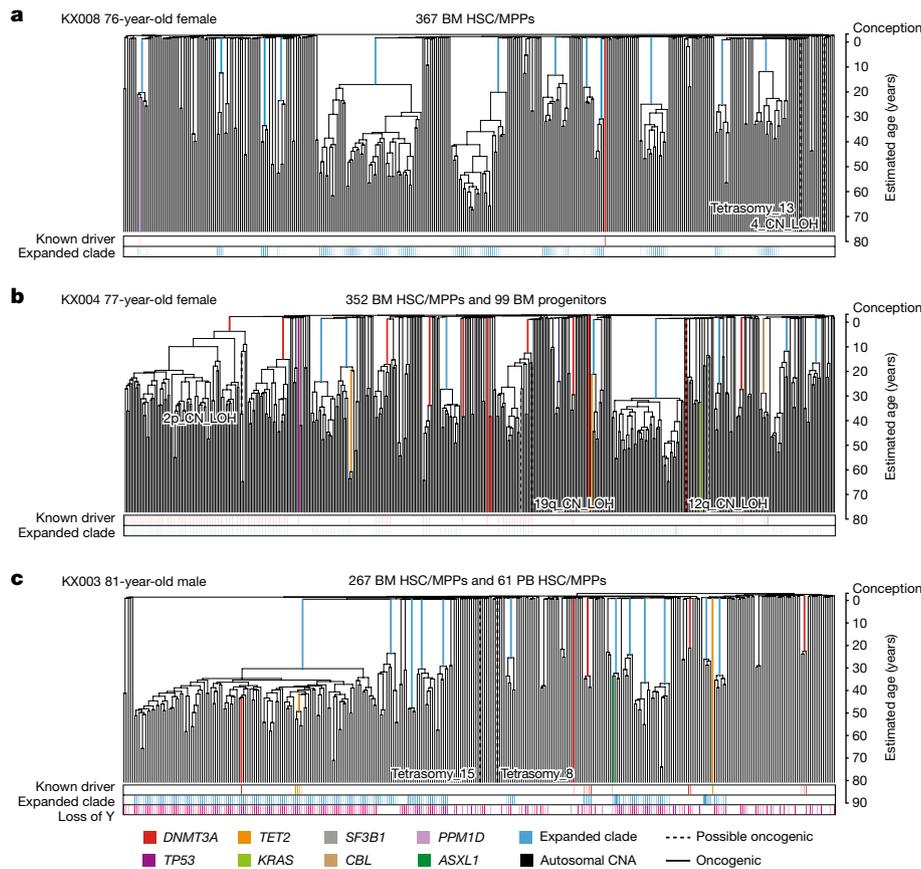 a
KX008 76-year-old female
367 BM HSC/MPPs
Conception
0
10
20
30
40
50
60
70
80
Estimated age (years)
Tetrasomy_13
4_CN_LOH
Known driver
Expanded clade
b
KX004 77-year-old female
352 BM HSC/MPPs and 99 BM progenitors
Conception
0
10
20
30
40
50
60
70
80
Estimated age (years)
2p_CN_LOH
19q_CN_LOH
12q_CN_LOH
Known driver
Expanded clade
c
KX003 81-year-old male
267 BM HSC/MPPs and 61 PB HSC/MPPs
Conception
0
10
20
30
40
50
60
70
80
90
Estimated age (years)
Tetrasomy_15
Tetrasomy_8
Known driver
Expanded clade
Loss of Y
DNMT3A TET2 SF3B1 PPM1D Expanded clade Possible oncogenic
TP53 KRAS CBL ASXL1 Autosomal CNA Oncogenic